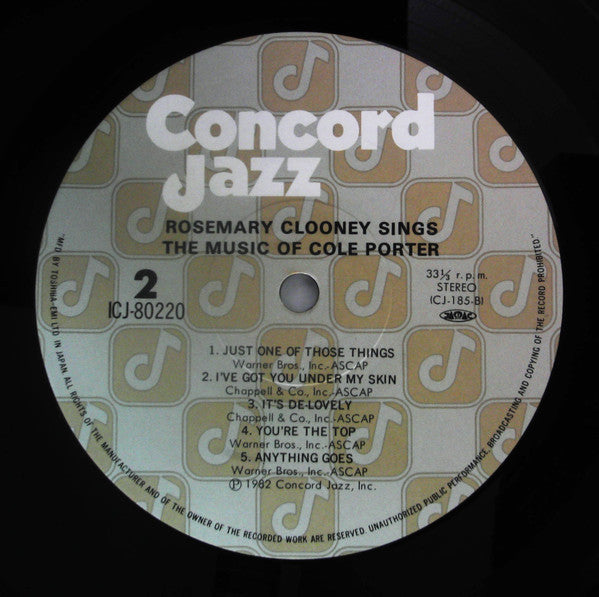 Concord
Jazz
ROSEMARY CLOONEY SINGS
THE MUSIC OF COLE PORTER
2
ICJ-80220
33⅓ r.p.m.
STEREO
(CJ-185-B)
1. JUST ONE OF THOSE THINGS
Warner Bros., Inc.-ASCAP
2. I'VE GOT YOU UNDER MY SKIN
Chappell & Co., Inc.-ASCAP
3. IT'S DE-LOVELY
Chappell & Co., Inc.-ASCAP
4. YOU'RE THE TOP
Warner Bros., Inc.-ASCAP
5. ANYTHING GOES
Warner Bros., Inc.-ASCAP
Ⓟ 1982 Concord Jazz, Inc.
"MFD BY TOSHIBA-EMI LTD IN JAPAN ALL RIGHTS OF THE MANUFACTURER AND OF THE OWNER OF THE RECORDED WORK ARE RESERVED. UNAUTHORIZED PUBLIC PERFORMANCE, BROADCASTING AND COPYING OF THE RECORD PROHIBITED"